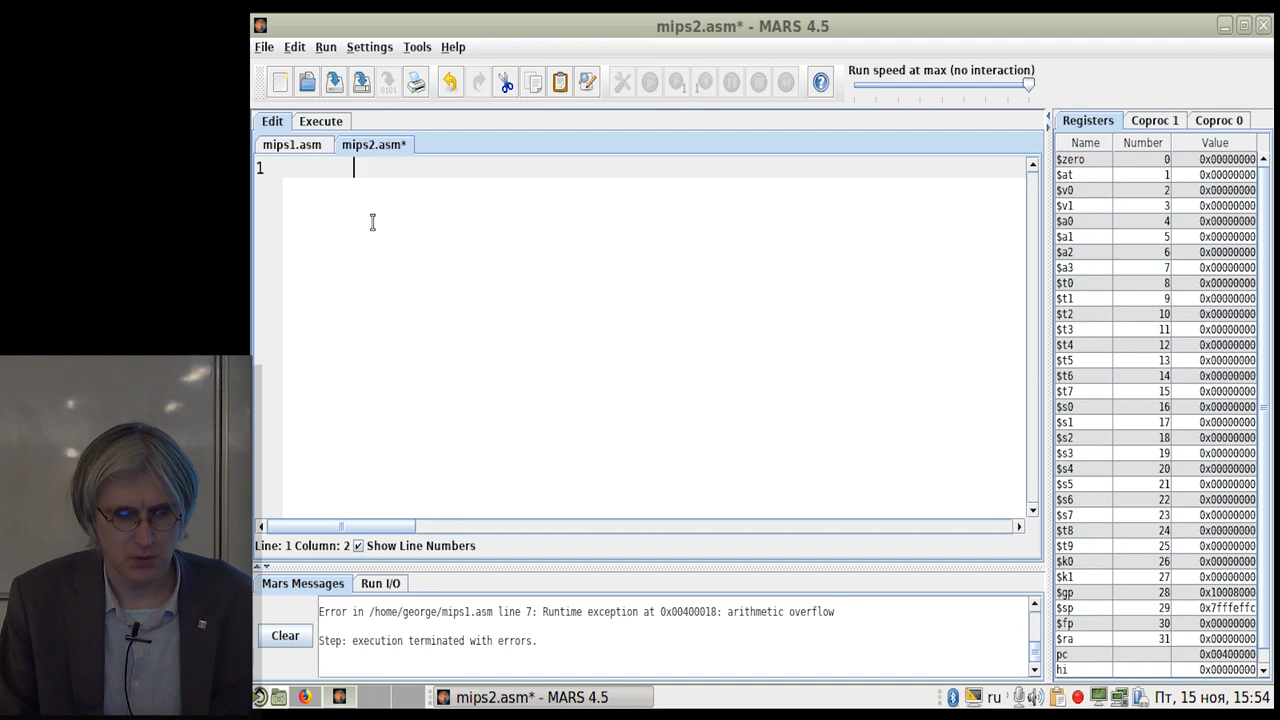 mips2.asm* - MARS 4.5
File Edit Run Settings Tools Help
Run speed at max (no interaction)
Edit Execute
mips1.asm mips2.asm*
1
Line: 1 Column: 2 Show Line Numbers
Mars Messages Run I/O
Error in /home/george/mips1.asm line 7: Runtime exception at 0x00400018: arithmetic overflow
Step: execution terminated with errors.
Clear
Registers Coproc 1 Coproc 0
Name Number Value
$zero 0 0x00000000
$at 1 0x00000000
$v0 2 0x00000000
$v1 3 0x00000000
$a0 4 0x00000000
$a1 5 0x00000000
$a2 6 0x00000000
$a3 7 0x00000000
$t0 8 0x00000000
$t1 9 0x00000000
$t2 10 0x00000000
$t3 11 0x00000000
$t4 12 0x00000000
$t5 13 0x00000000
$t6 14 0x00000000
$t7 15 0x00000000
$s0 16 0x00000000
$s1 17 0x00000000
$s2 18 0x00000000
$s3 19 0x00000000
$s4 20 0x00000000
$s5 21 0x00000000
$s6 22 0x00000000
$s7 23 0x00000000
$t8 24 0x00000000
$t9 25 0x00000000
$k0 26 0x00000000
$k1 27 0x00000000
$gp 28 0x10008000
$sp 29 0x7fffeffc
$fp 30 0x00000000
$ra 31 0x00000000
pc 0x00400000
hi 0x00000000
mips2.asm* - MARS 4.5
ru
Пт, 15 ноя, 15:54